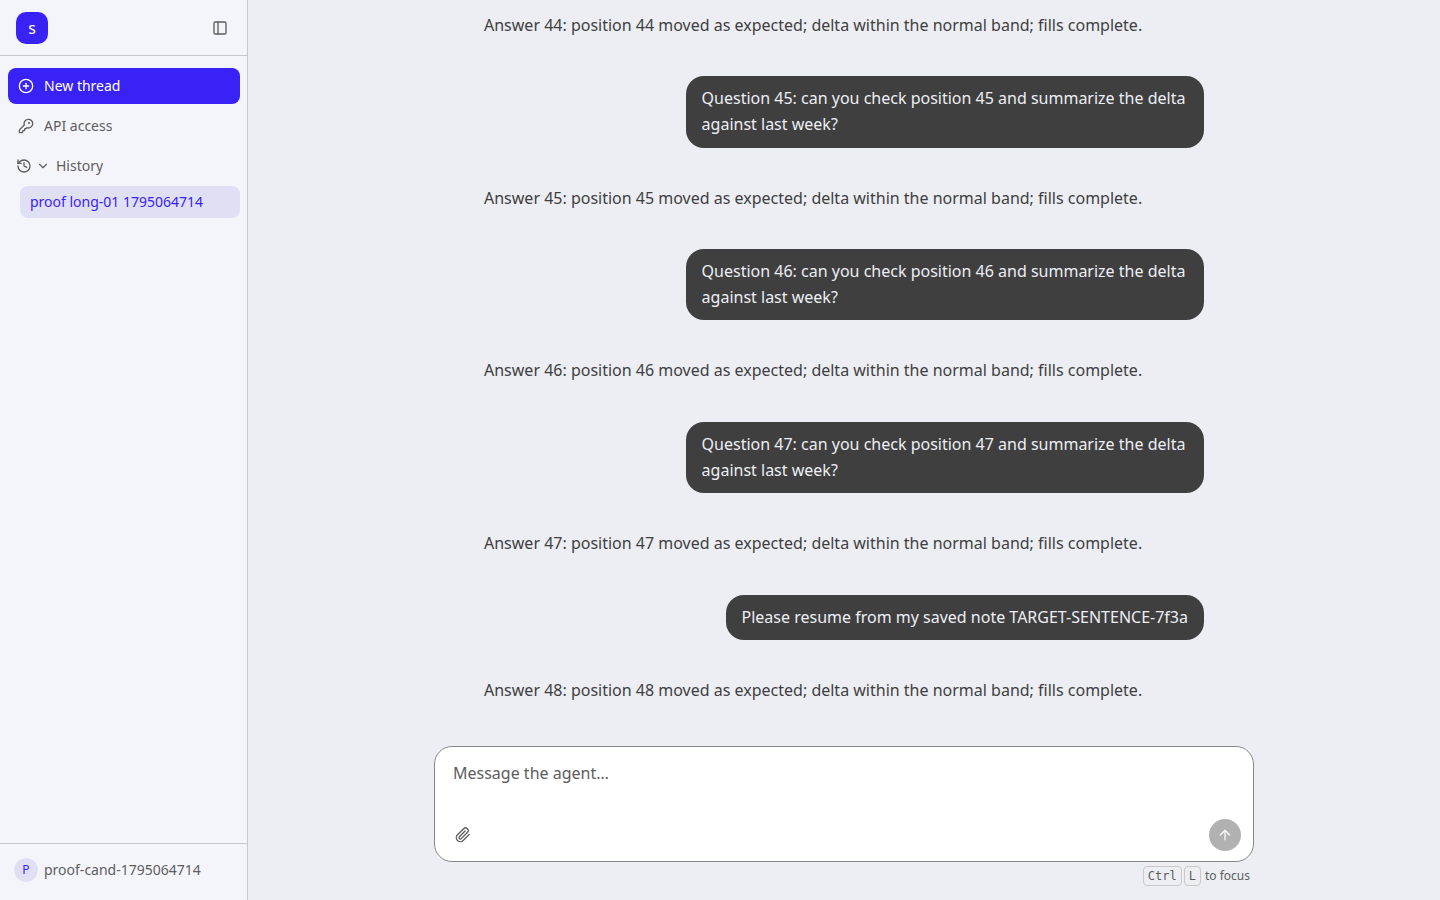 s
New thread
API access
History
proof long-01 1795064714
Answer 44: position 44 moved as expected; delta within the normal band; fills complete.
Question 45: can you check position 45 and summarize the delta
against last week?
Answer 45: position 45 moved as expected; delta within the normal band; fills complete.
Question 46: can you check position 46 and summarize the delta
against last week?
Answer 46: position 46 moved as expected; delta within the normal band; fills complete.
Question 47: can you check position 47 and summarize the delta
against last week?
Answer 47: position 47 moved as expected; delta within the normal band; fills complete.
Please resume from my saved note TARGET-SENTENCE-7f3a
Answer 48: position 48 moved as expected; delta within the normal band; fills complete.
Message the agent...
Ctrl L to focus
P proof-cand-1795064714